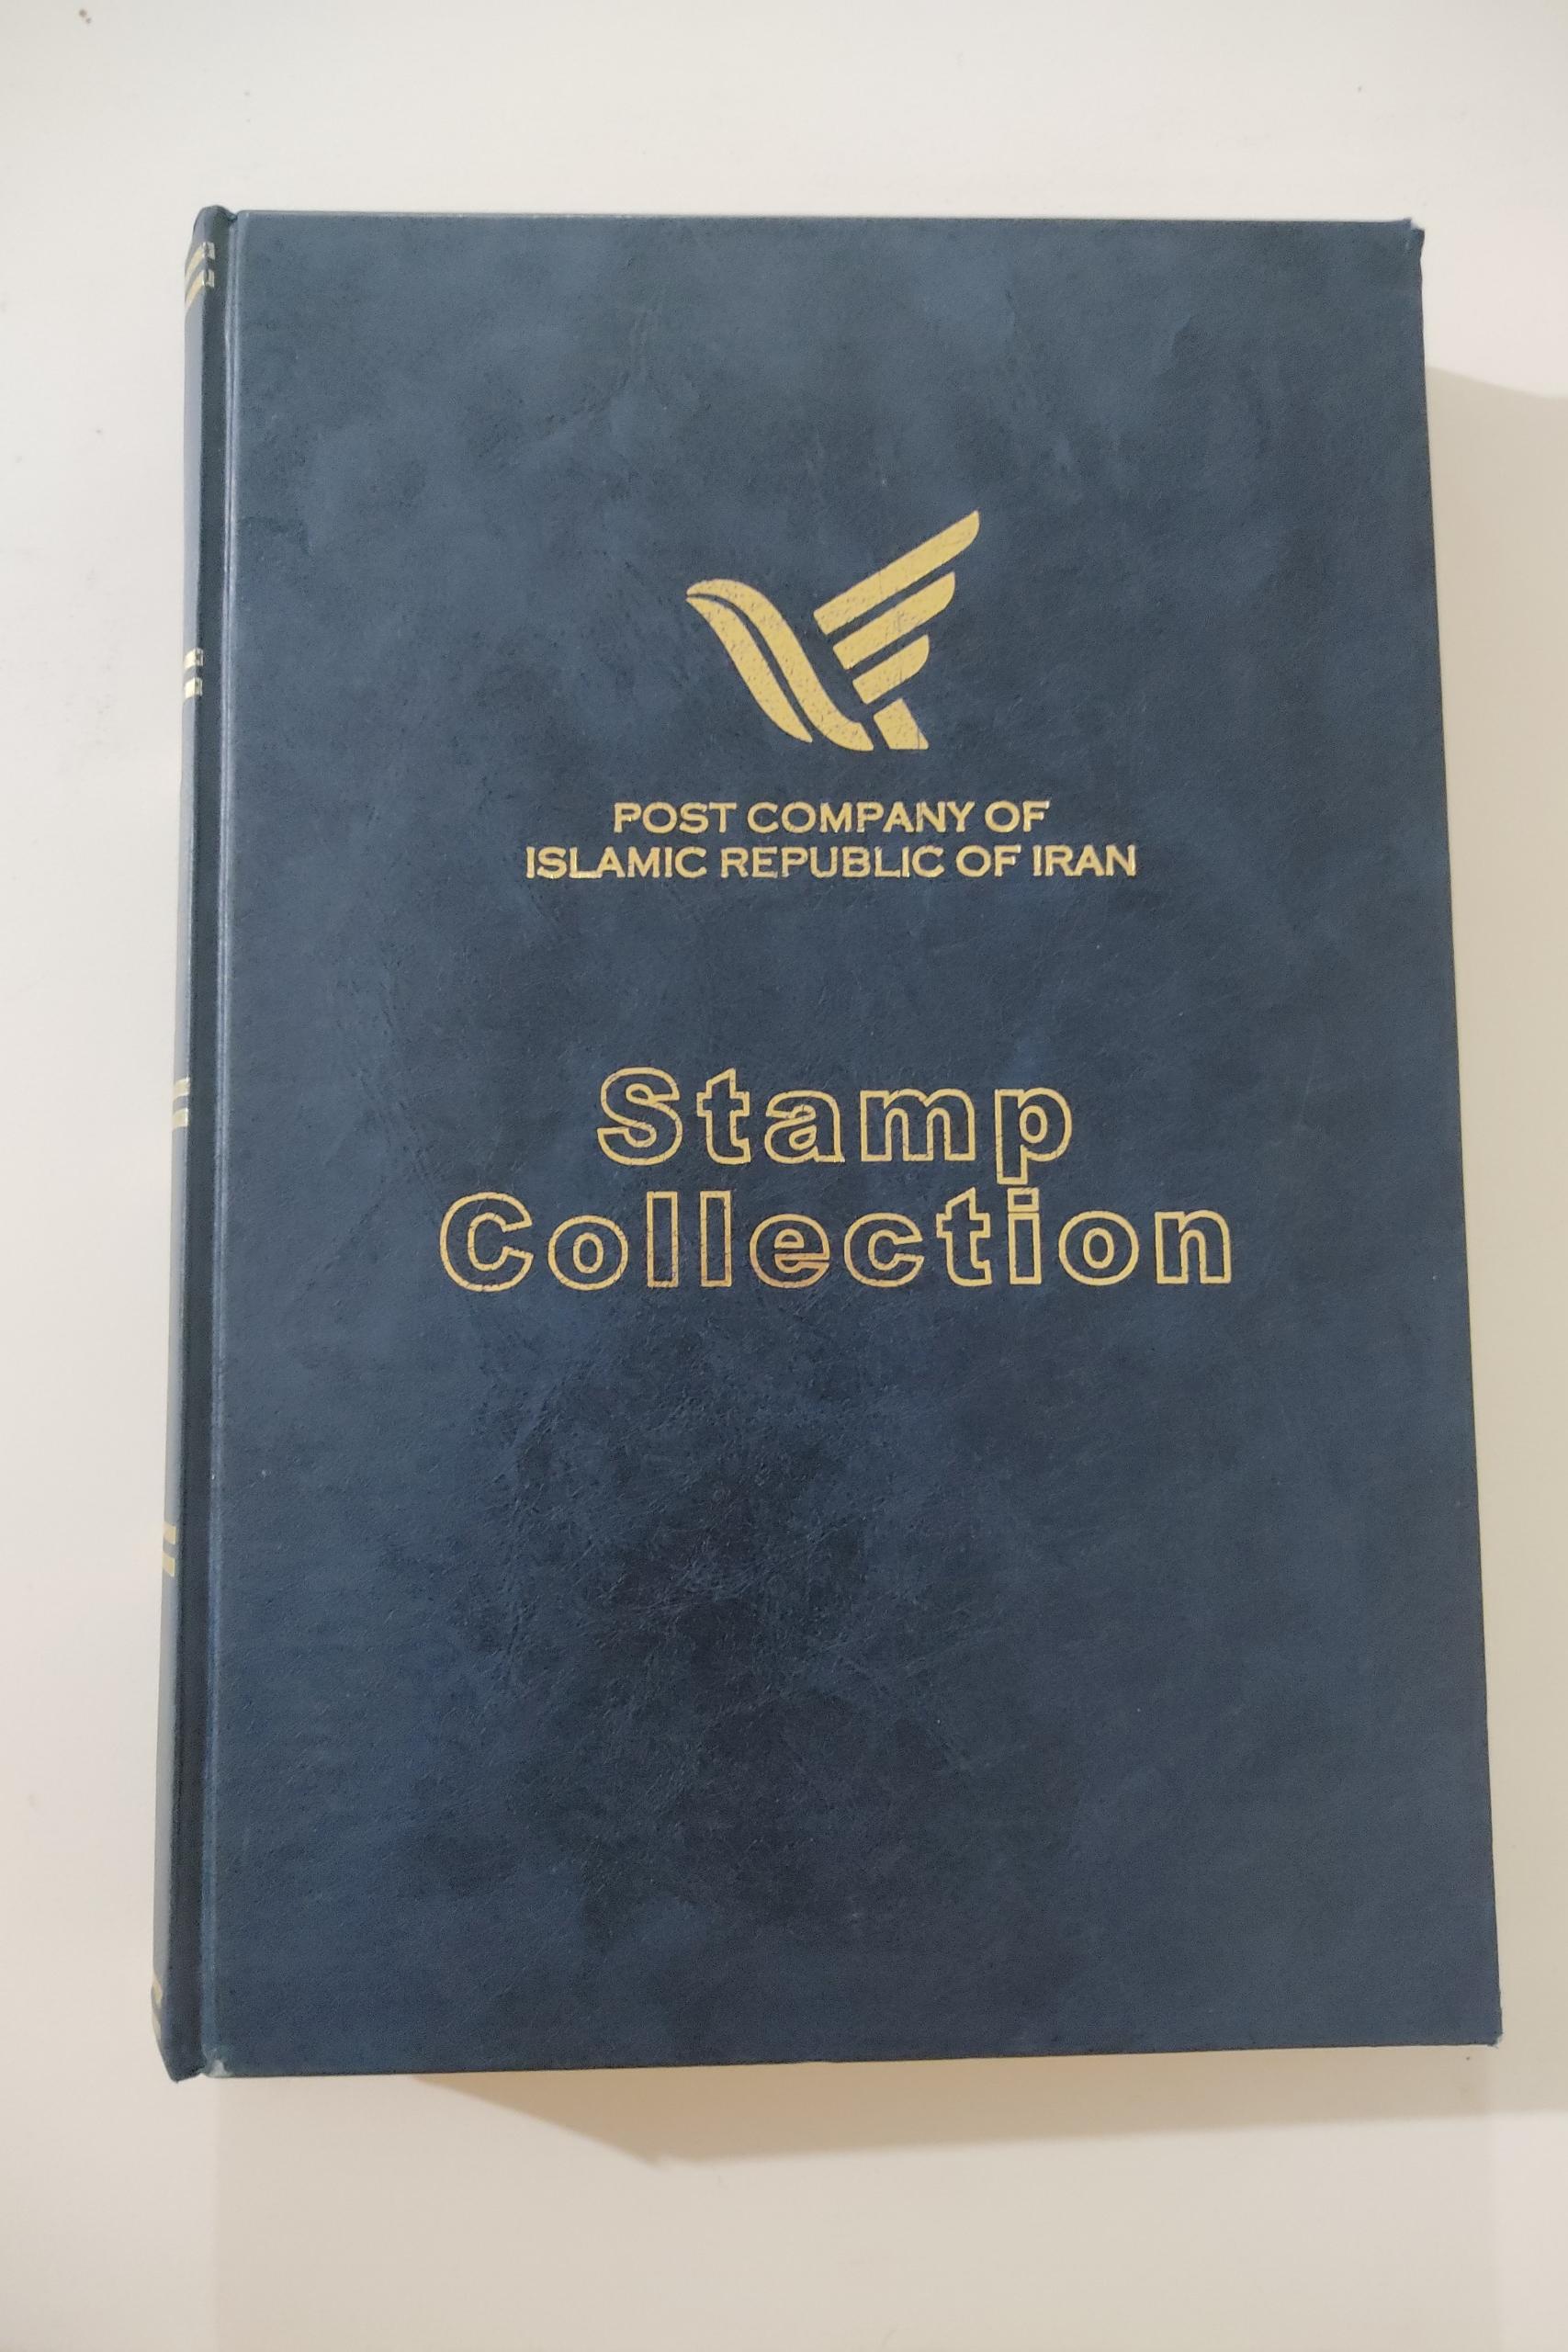 POST COMPANY OF
ISLAMIC REPUBLIC OF IRAN
Stamp
Collection